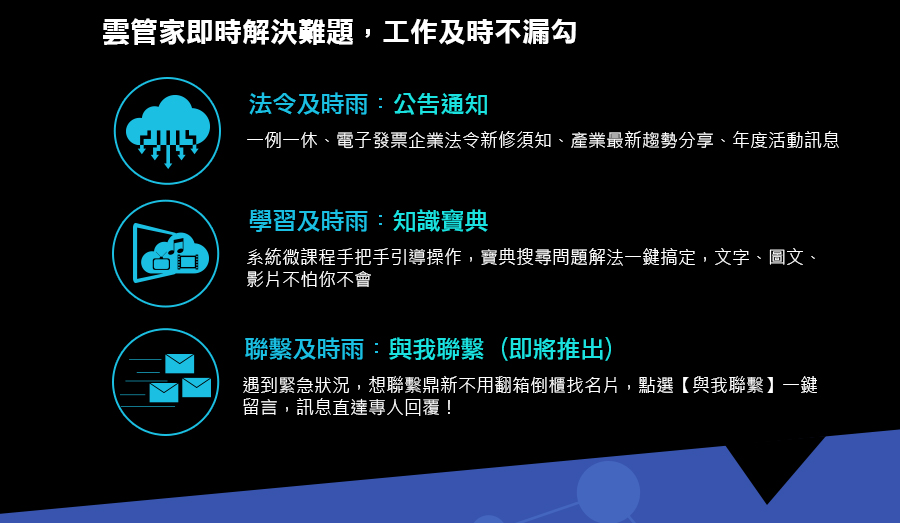 雲管家即時解決難題，工作及時不漏勾
法令及時雨：公告通知
一例一休、電子發票企業法令新修須知、產業最新趨勢分享、年度活動訊息
學習及時雨：知識寶典
系統微課程手把手引導操作，寶典搜尋問題解法一鍵搞定，文字、圖文、
影片不怕你不會
聯繫及時雨：與我聯繫（即將推出）
遇到緊急狀況，想聯繫鼎新不用翻箱倒櫃找名片，點選【與我聯繫】一鍵
留言，訊息直達專人回覆！